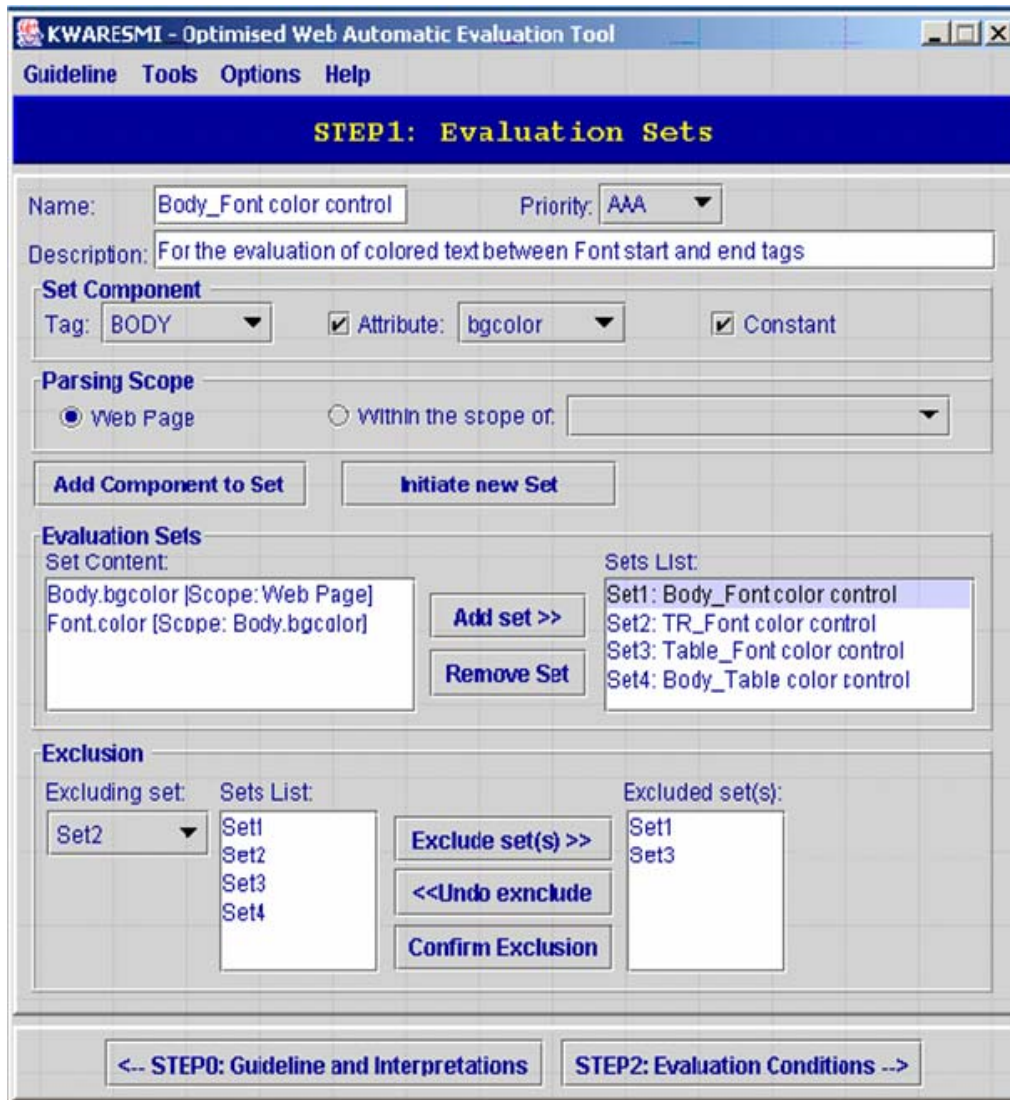 KWARESMI - Optimised Web Automatic Evaluation Tool
Guideline Tools Options Help
STEP1: Evaluation Sets
Name: Body_Font color control Priority: AAA
Description: For the evaluation of colored text between Font start and end tags
Set Component
Tag: BODY Attribute: bgcolor Constant
Parsing Scope
Web Page Within the scope of:
Add Component to Set Initiate new Set
Evaluation Sets
Set Content: Sets List:
Body.bgcolor [Scope: Web Page] Set1: Body_Font color control
Font.color [Scope: Body.bgcolor] Add set >> Set2: TR_Font color control
Set3: Table_Font color control
Remove Set Set4: Body_Table color control
Exclusion
Excluding set: Sets List: Excluded set(s):
Set2 Set1 Exclude set(s) >> Set1
Set2 Set3
Set3 <<Undo exnclude
Set4
Confirm Exclusion
<-- STEP0: Guideline and Interpretations STEP2: Evaluation Conditions -->